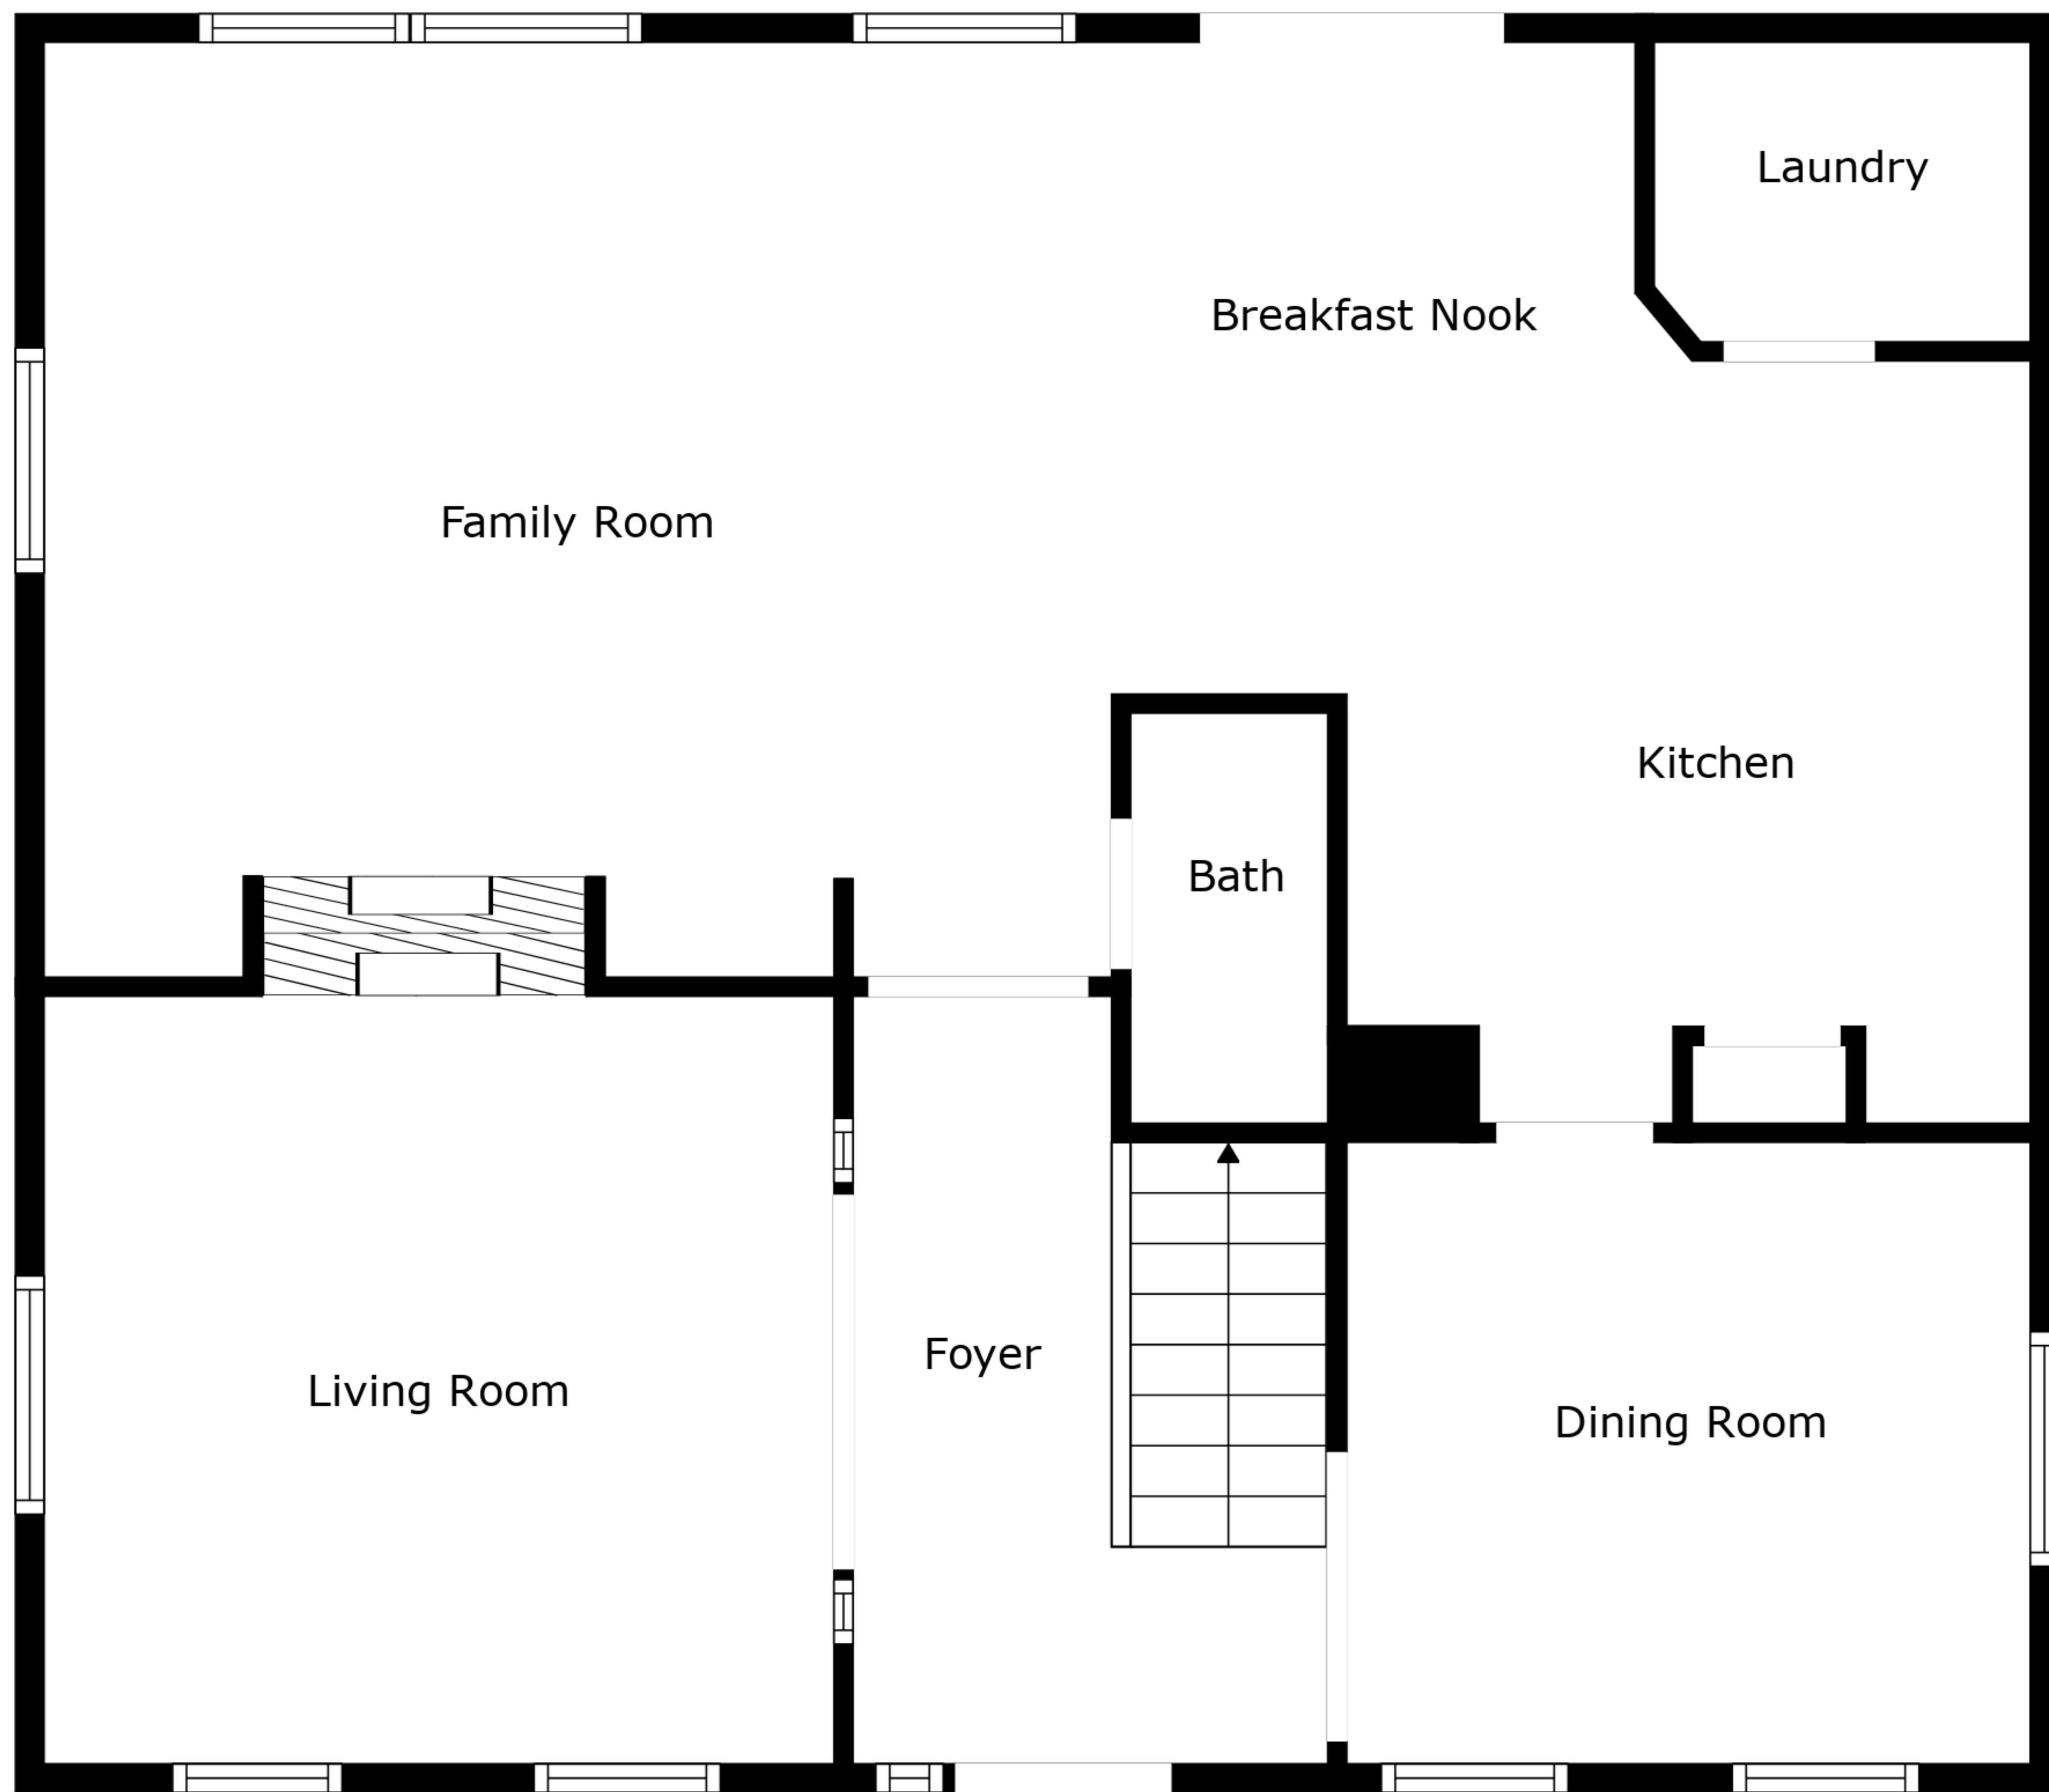 Laundry
Breakfast Nook
Family Room
Kitchen
Bath
Foyer
Living Room
Dining Room